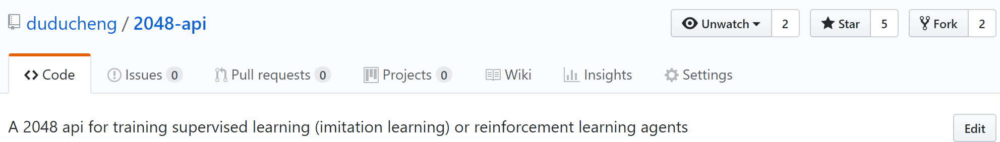 duducheng / 2048-api Unwatch 2 Star 5 Fork 2
Code Issues 0 Pull requests 0 Projects 0 Wiki Insights Settings
A 2048 api for training supervised learning (imitation learning) or reinforcement learning agents Edit